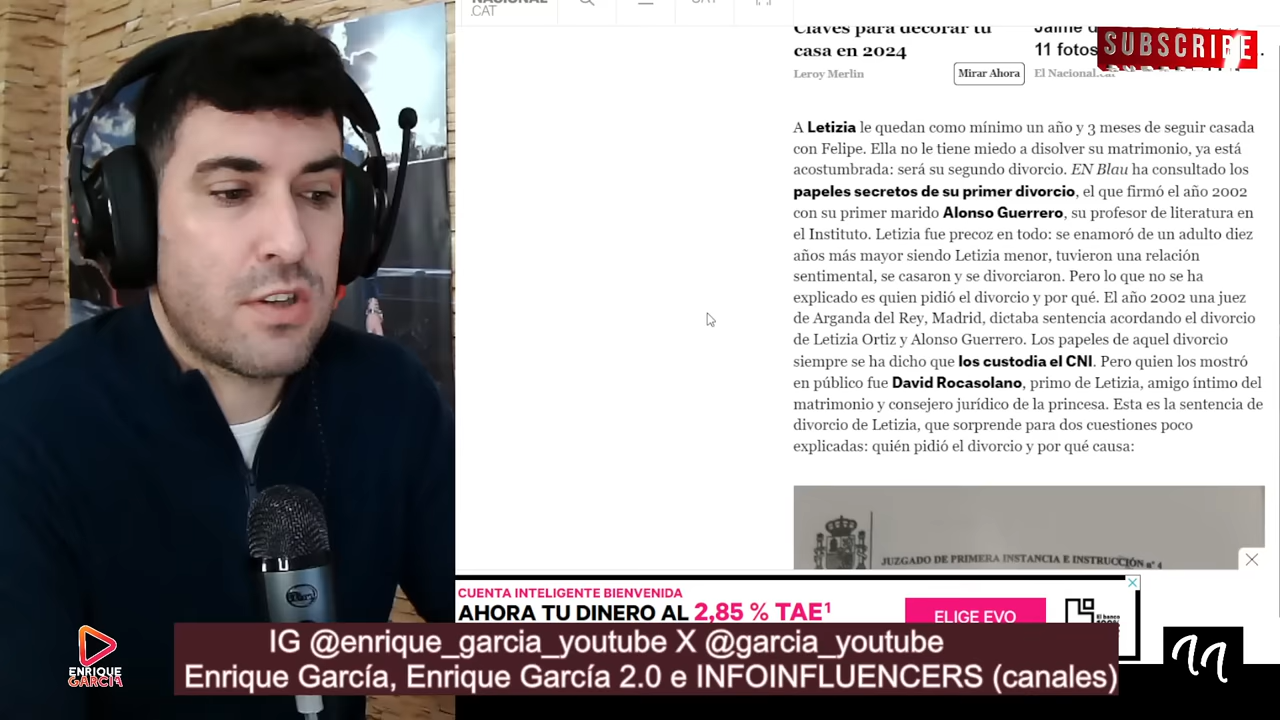 NACIONAL
.CAT
CAT
Claves para decorar tu
casa en 2024
Leroy Merlin
Mirar Ahora
11 fotos
El Nacional.cat
SUBSCRIBE
A Letizia le quedan como mínimo un año y 3 meses de seguir casada
con Felipe. Ella no le tiene miedo a disolver su matrimonio, ya está
acostumbrada: será su segundo divorcio. EN Blau ha consultado los
papeles secretos de su primer divorcio, el que firmó el año 2002
con su primer marido Alonso Guerrero, su profesor de literatura en
el Instituto. Letizia fue precoz en todo: se enamoró de un adulto diez
años más mayor siendo Letizia menor, tuvieron una relación
sentimental, se casaron y se divorciaron. Pero lo que no se ha
explicado es quien pidió el divorcio y por qué. El año 2002 una juez
de Arganda del Rey, Madrid, dictaba sentencia acordando el divorcio
de Letizia Ortiz y Alonso Guerrero. Los papeles de aquel divorcio
siempre se ha dicho que los custodia el CNI. Pero quien los mostró
en público fue David Rocasolano, primo de Letizia, amigo íntimo del
matrimonio y consejero jurídico de la princesa. Esta es la sentencia de
divorcio de Letizia, que sorprende para dos cuestiones poco
explicadas: quién pidió el divorcio y por qué causa:
JUZGADO DE PRIMERA INSTANCIA E INSTRUCCIÓN nº 4
CUENTA INTELIGENTE BIENVENIDA
AHORA TU DINERO AL 2,85 % TAE¹
ELIGE EVO
El banco
IG @enrique_garcia_youtube X @garcia_youtube
Enrique García, Enrique García 2.0 e INFOINFLUENCERS (canales)
ENRIQUE
GARCÍA